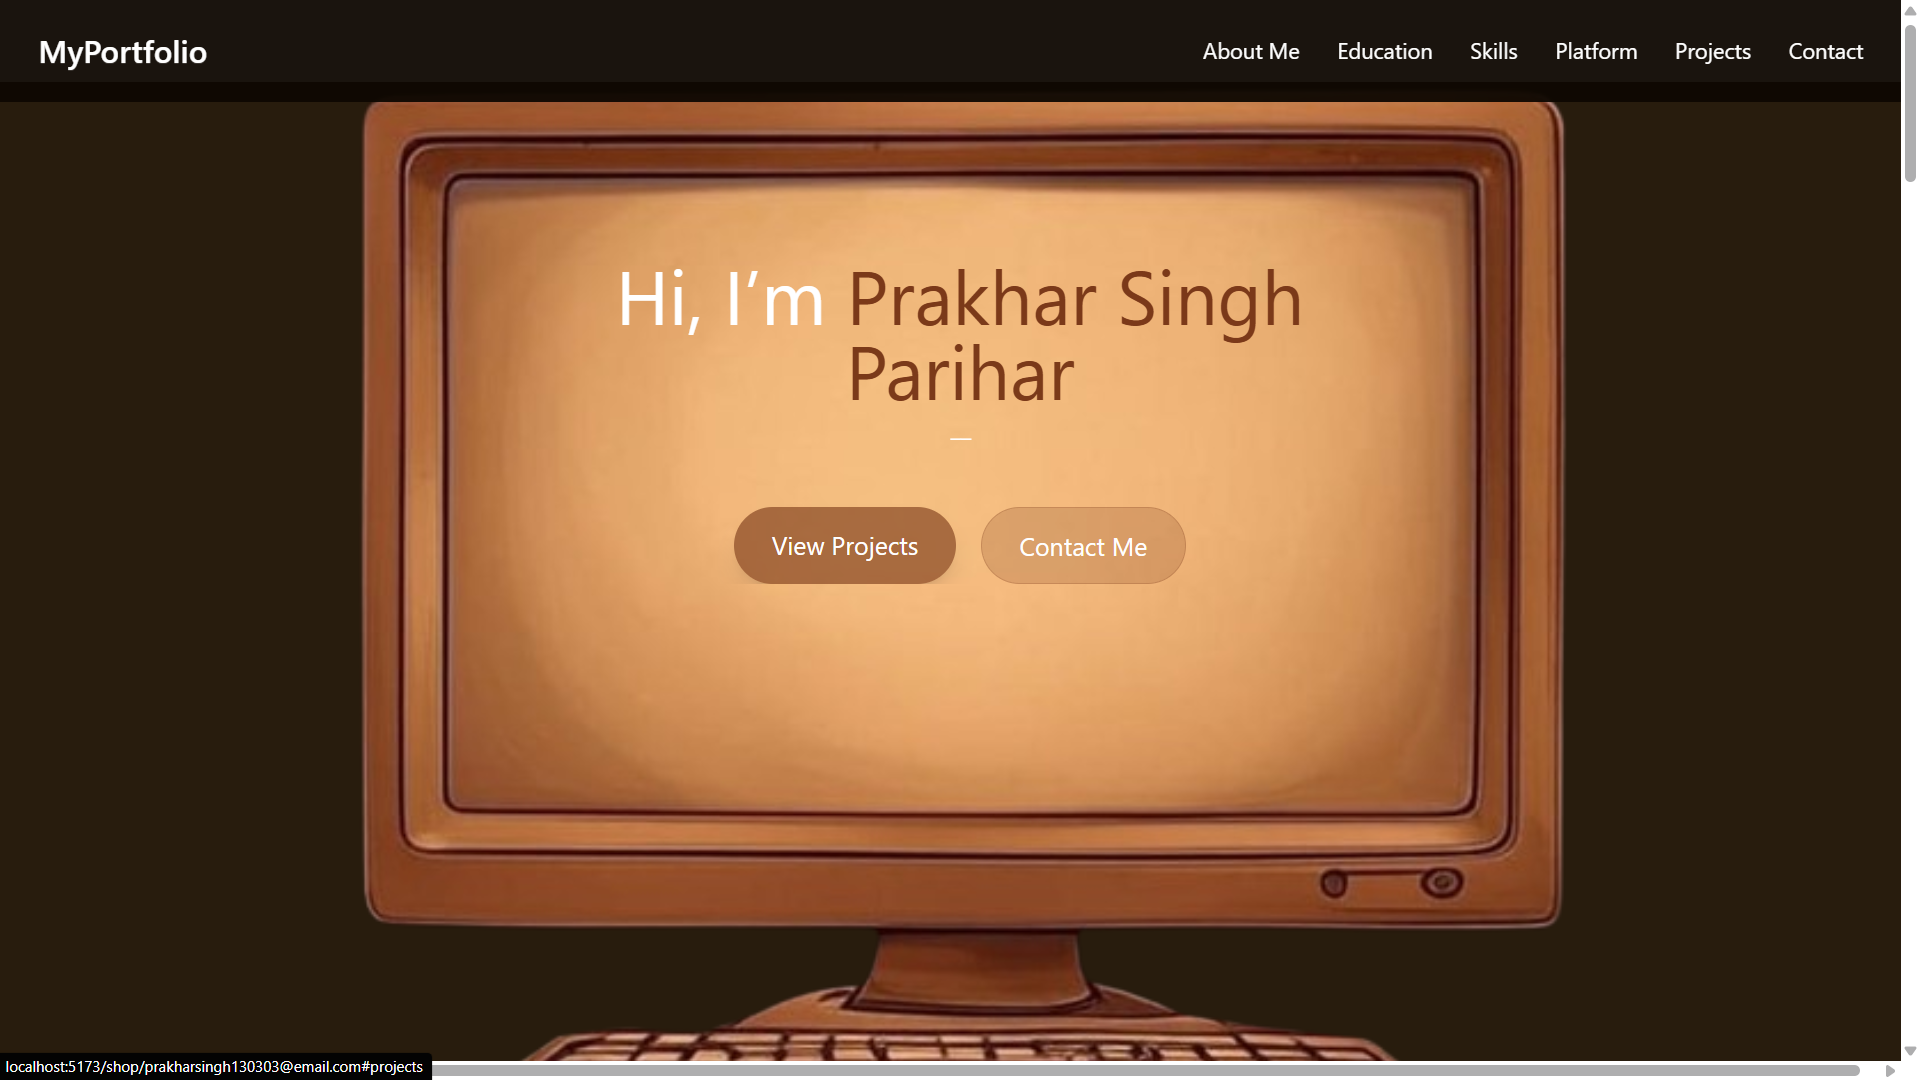 MyPortfolio
About Me Education Skills Platform Projects Contact
Hi, I’m Prakhar Singh
Parihar
View Projects Contact Me
localhost:5173/shop/prakharsingh130303@email.com#projects